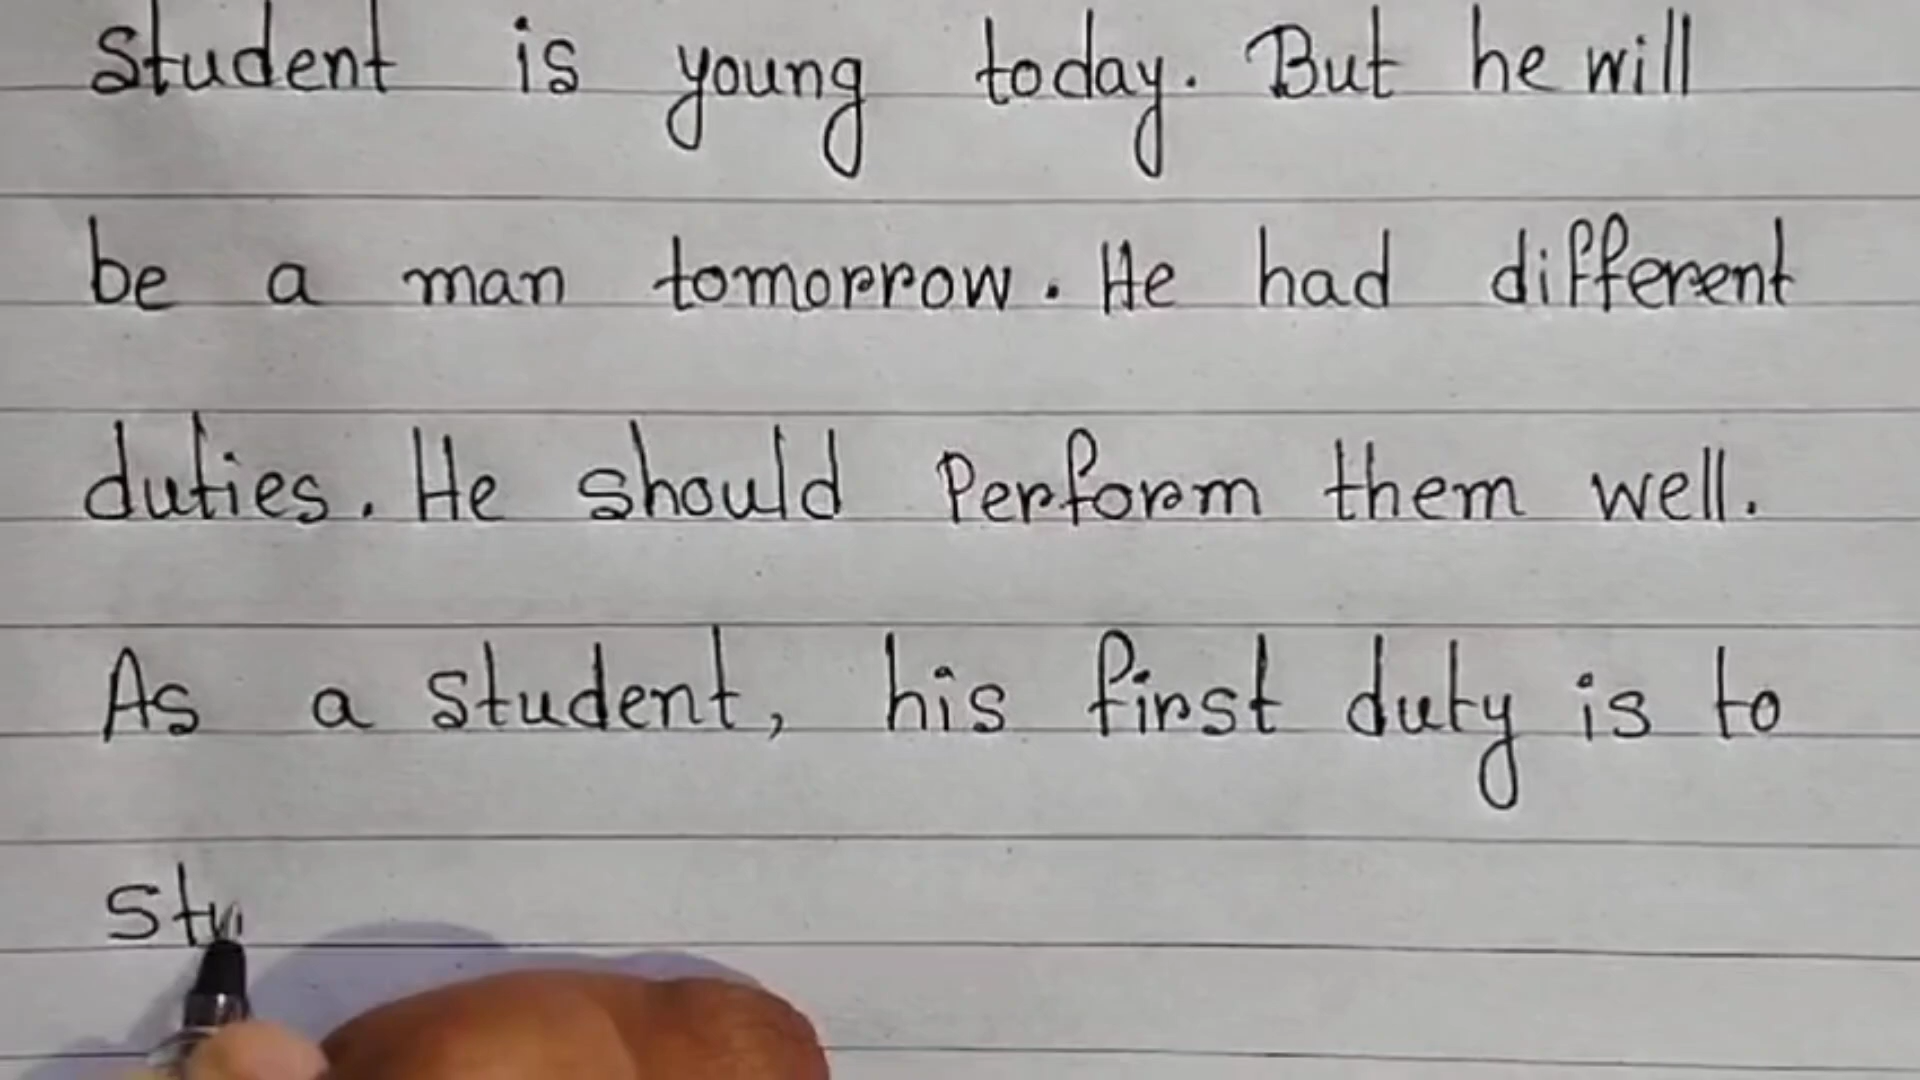 student is young today. But he will
be a man tomorrow. He had different
duties. He should Perform them well.
As a student, his first duty is to
stu